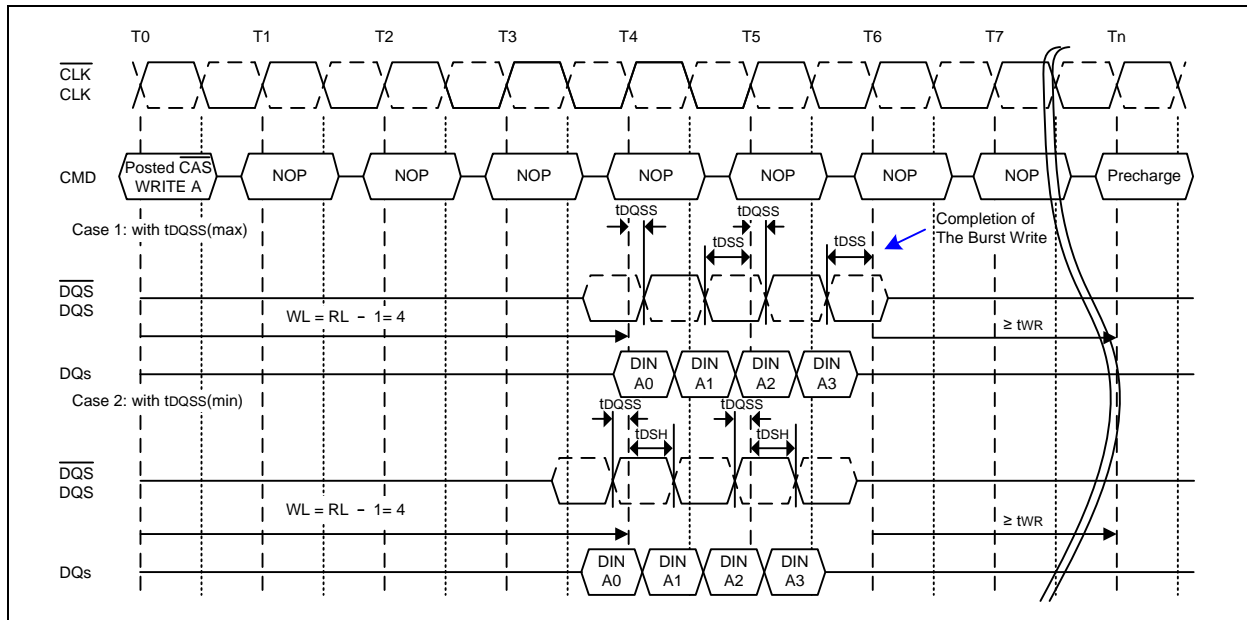 T0 T1 T2 T3 T4 T5 T6 T7 Tn
CLK
CLK
CMD
Posted CAS
WRITE A
NOP NOP NOP NOP NOP NOP NOP Precharge
Case 1: with tDQSS(max)
tDQSS tDQSS
tDSS tDSS
Completion of
The Burst Write
DQS
DQS
WL = RL − 1= 4
≥ tWR
DQs
DIN
A0
DIN
A1
DIN
A2
DIN
A3
Case 2: with tDQSS(min)
tDQSS tDQSS
tDSH tDSH
DQS
DQS
WL = RL − 1= 4
≥ tWR
DQs
DIN
A0
DIN
A1
DIN
A2
DIN
A3